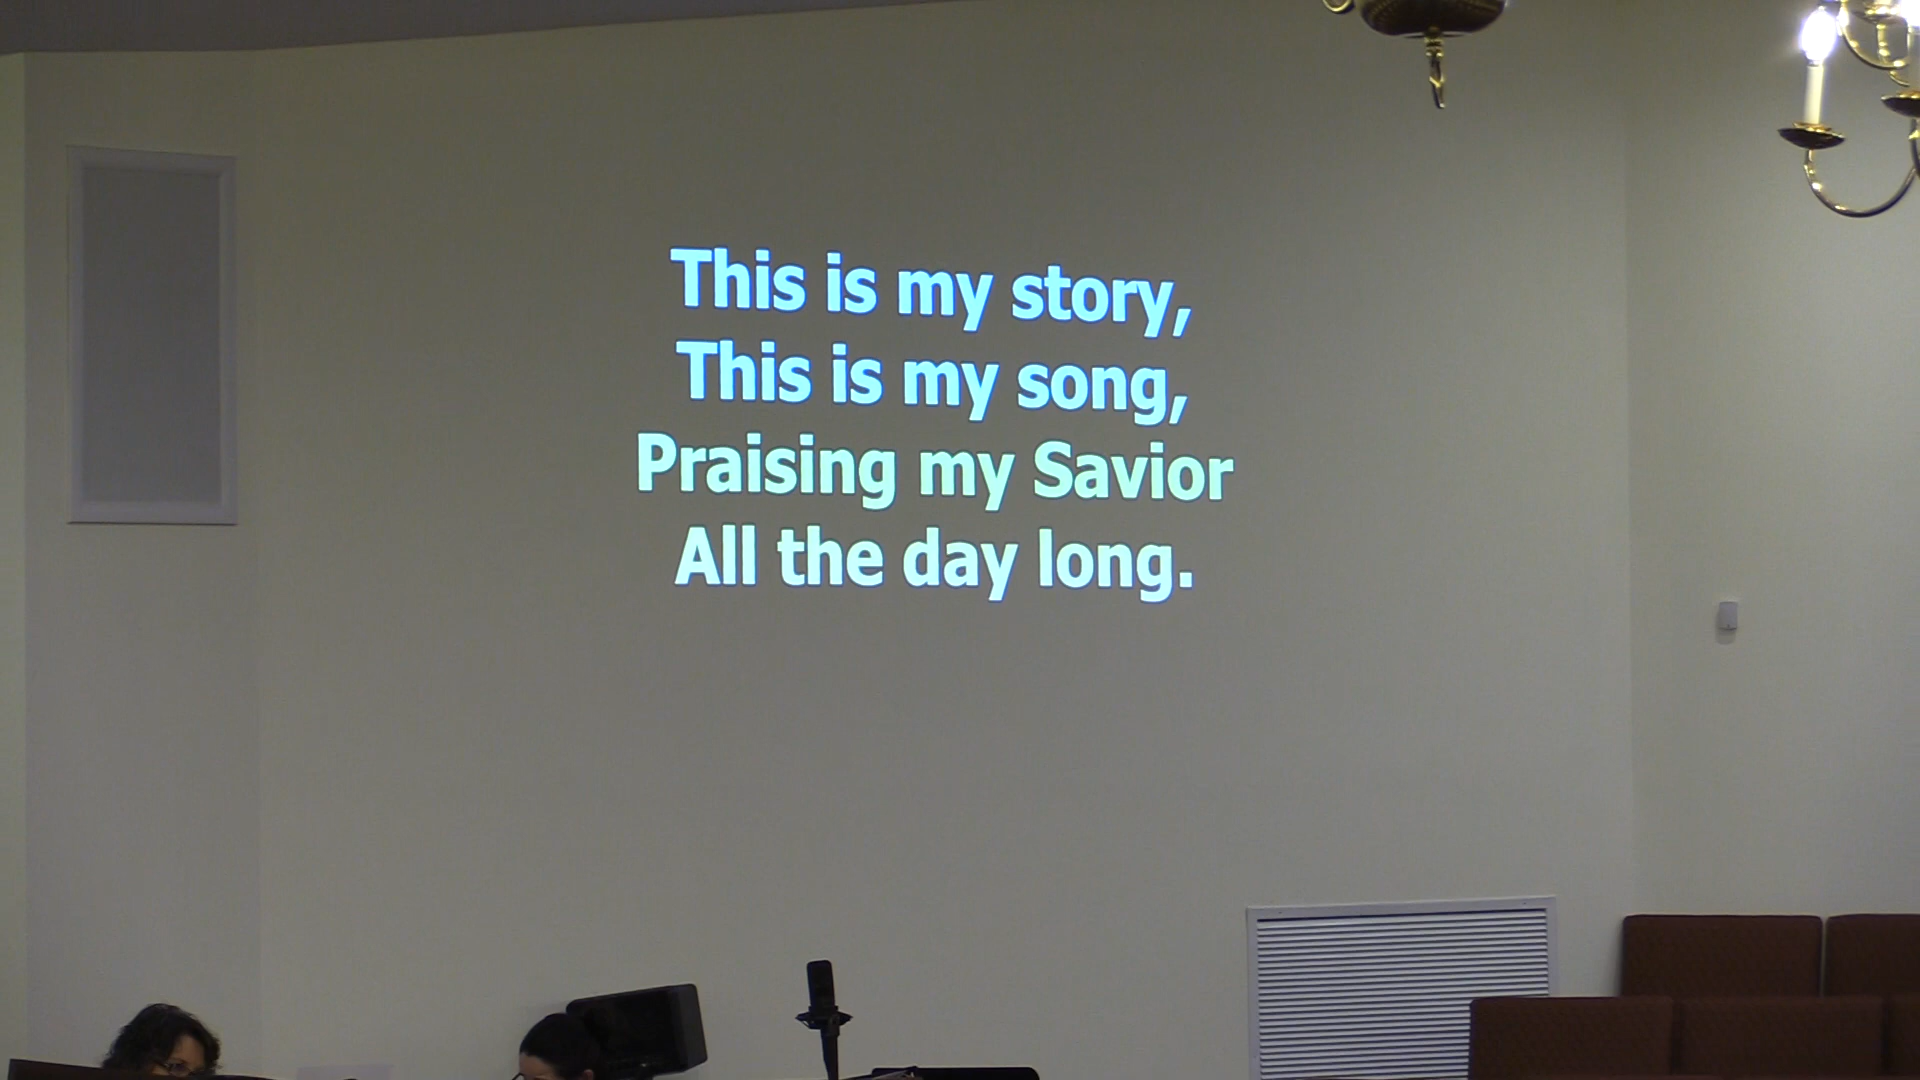 This is my story,
This is my song,
Praising my Savior
All the day long.